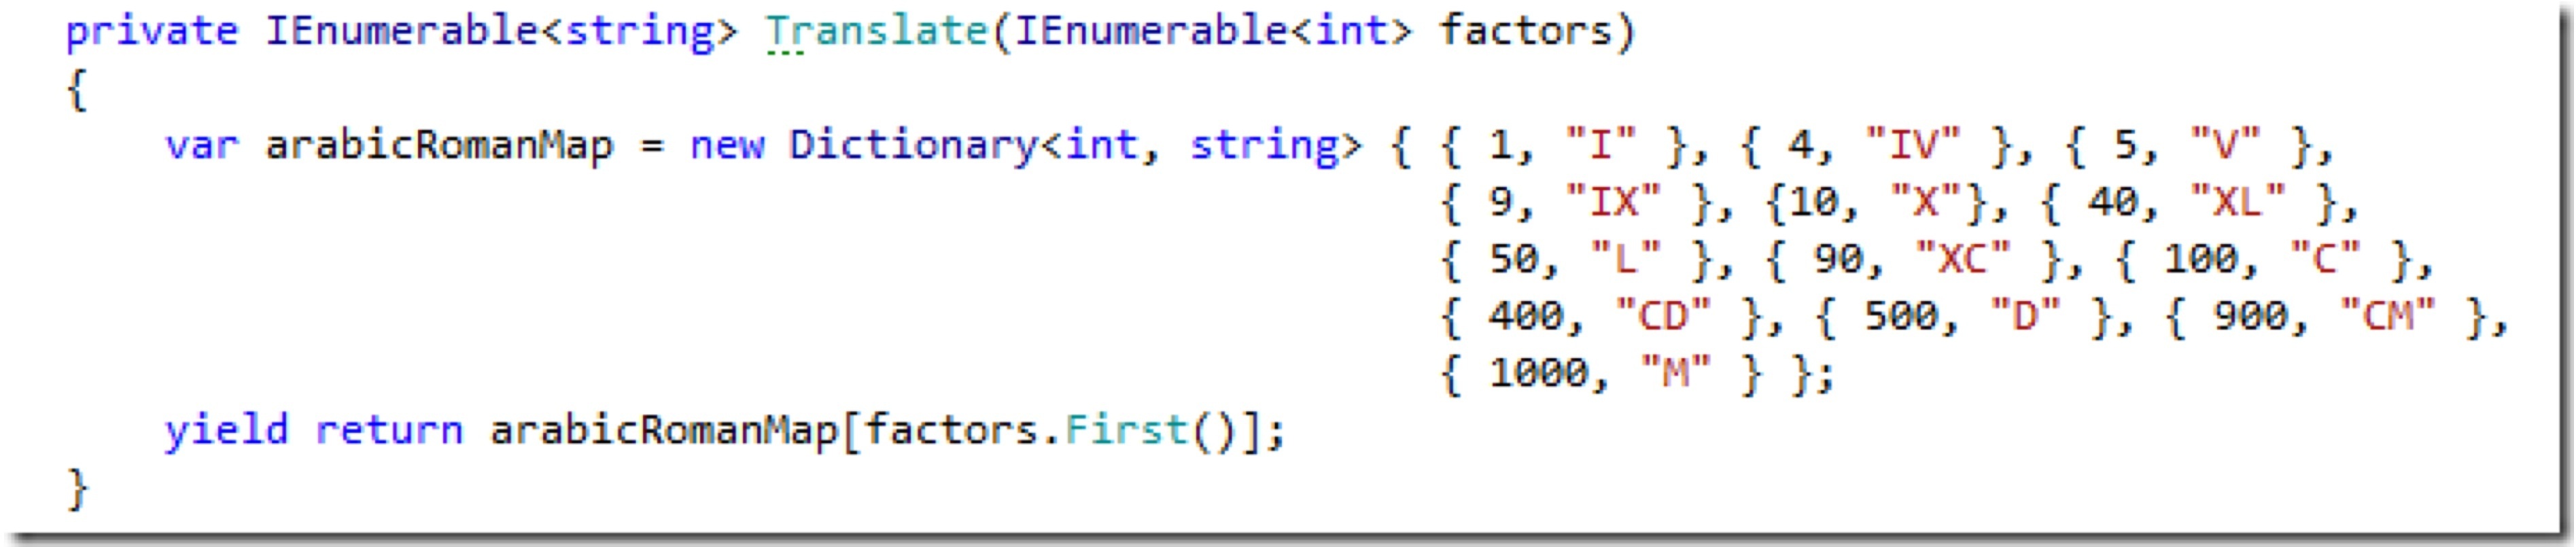 private IEnumerable<string> Translate(IEnumerable<int> factors)
{
    var arabicRomanMap = new Dictionary<int, string> { { 1, "I" }, { 4, "IV" }, { 5, "V" },
                                                       { 9, "IX" }, {10, "X"}, { 40, "XL" },
                                                       { 50, "L" }, { 90, "XC" }, { 100, "C" },
                                                       { 400, "CD" }, { 500, "D" }, { 900, "CM" },
                                                       { 1000, "M" } };
    yield return arabicRomanMap[factors.First()];
}